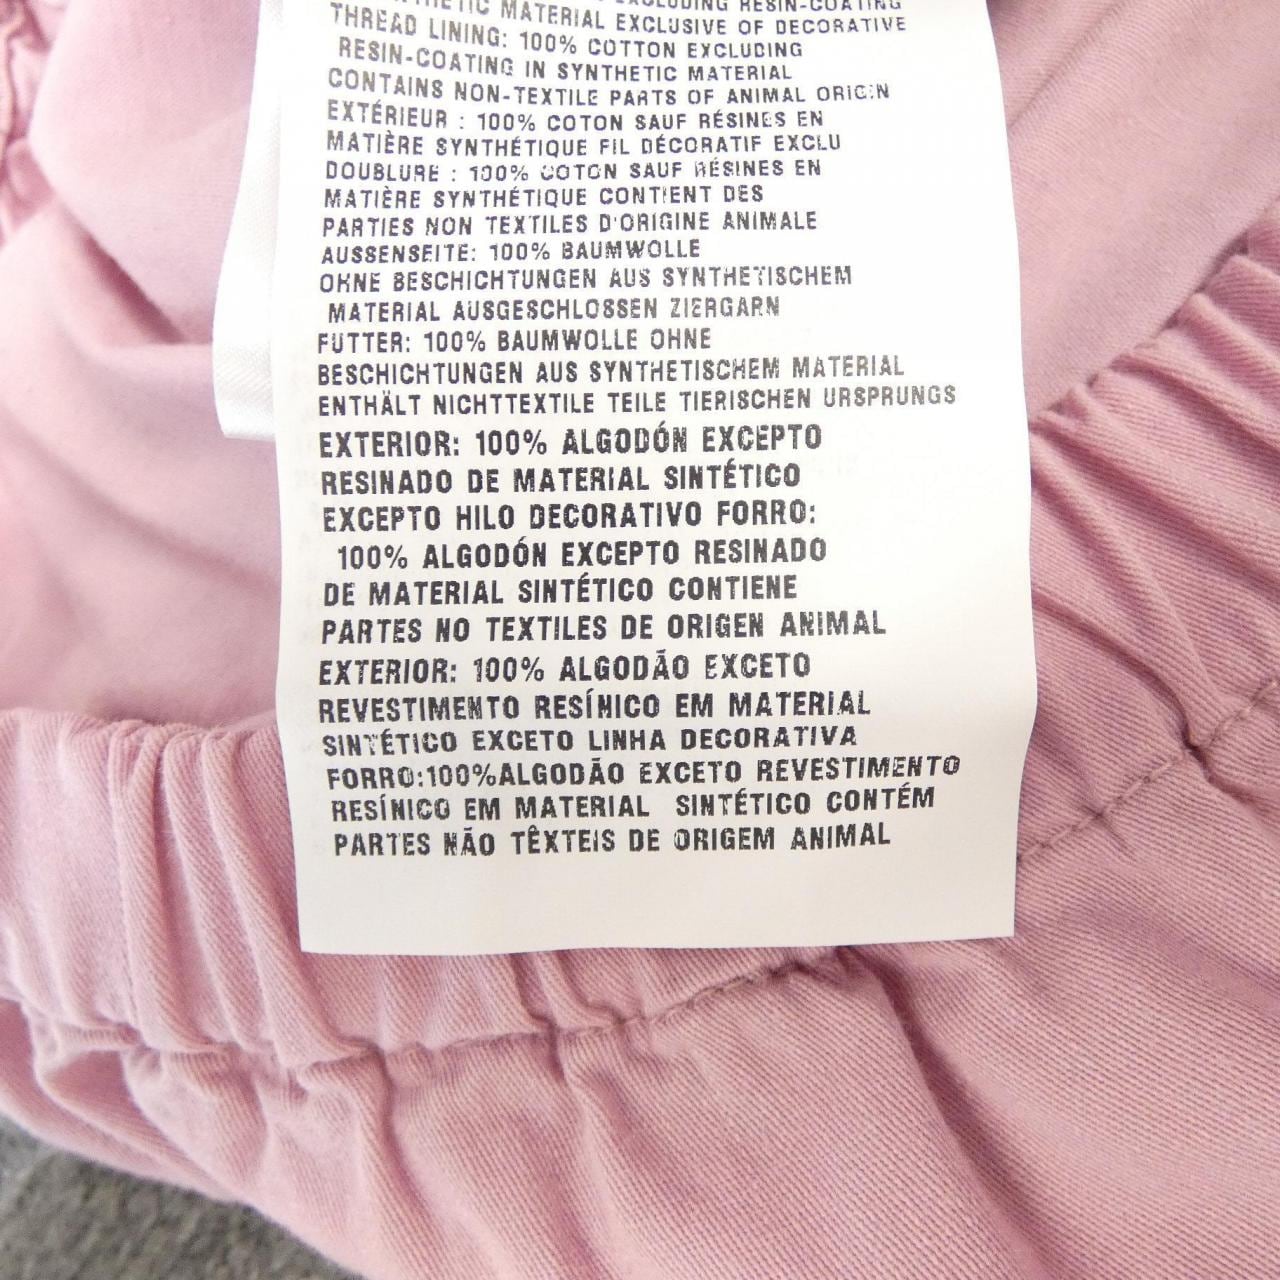 MATERIAL EXCLUSIVE OF DECORATIVE
THREAD LINING: 100% COTTON EXCLUDING
RESIN-COATING IN SYNTHETIC MATERIAL
CONTAINS NON-TEXTILE PARTS OF ANIMAL ORIGIN
EXTÉRIEUR : 100% COTON SAUF RÉSINES EN
MATIÈRE SYNTHÉTIQUE FIL DÉCORATIF EXCLU
DOUBLURE : 100% COTON SAUF RÉSINES EN
MATIÈRE SYNTHÉTIQUE CONTIENT DES
PARTIES NON TEXTILES D'ORIGINE ANIMALE
AUSSENSEITE: 100% BAUMWOLLE
OHNE BESCHICHTUNGEN AUS SYNTHETISCHEM
MATERIAL AUSGESCHLOSSEN ZIERGARN
FUTTER: 100% BAUMWOLLE OHNE
BESCHICHTUNGEN AUS SYNTHETISCHEM MATERIAL
ENTHÄLT NICHTTEXTILE TEILE TIERISCHEN URSPRUNGS
EXTERIOR: 100% ALGODÓN EXCEPTO
RESINADO DE MATERIAL SINTÉTICO
EXCEPTO HILO DECORATIVO FORRO:
100% ALGODÓN EXCEPTO RESINADO
DE MATERIAL SINTÉTICO CONTIENE
PARTES NO TEXTILES DE ORIGEN ANIMAL
EXTERIOR: 100% ALGODÃO EXCETO
REVESTIMENTO RESÍNICO EM MATERIAL
SINTÉTICO EXCETO LINHA DECORATIVA
FORRO:100%ALGODÃO EXCETO REVESTIMENTO
RESÍNICO EM MATERIAL SINTÉTICO CONTÉM
PARTES NÃO TÊXTEIS DE ORIGEM ANIMAL